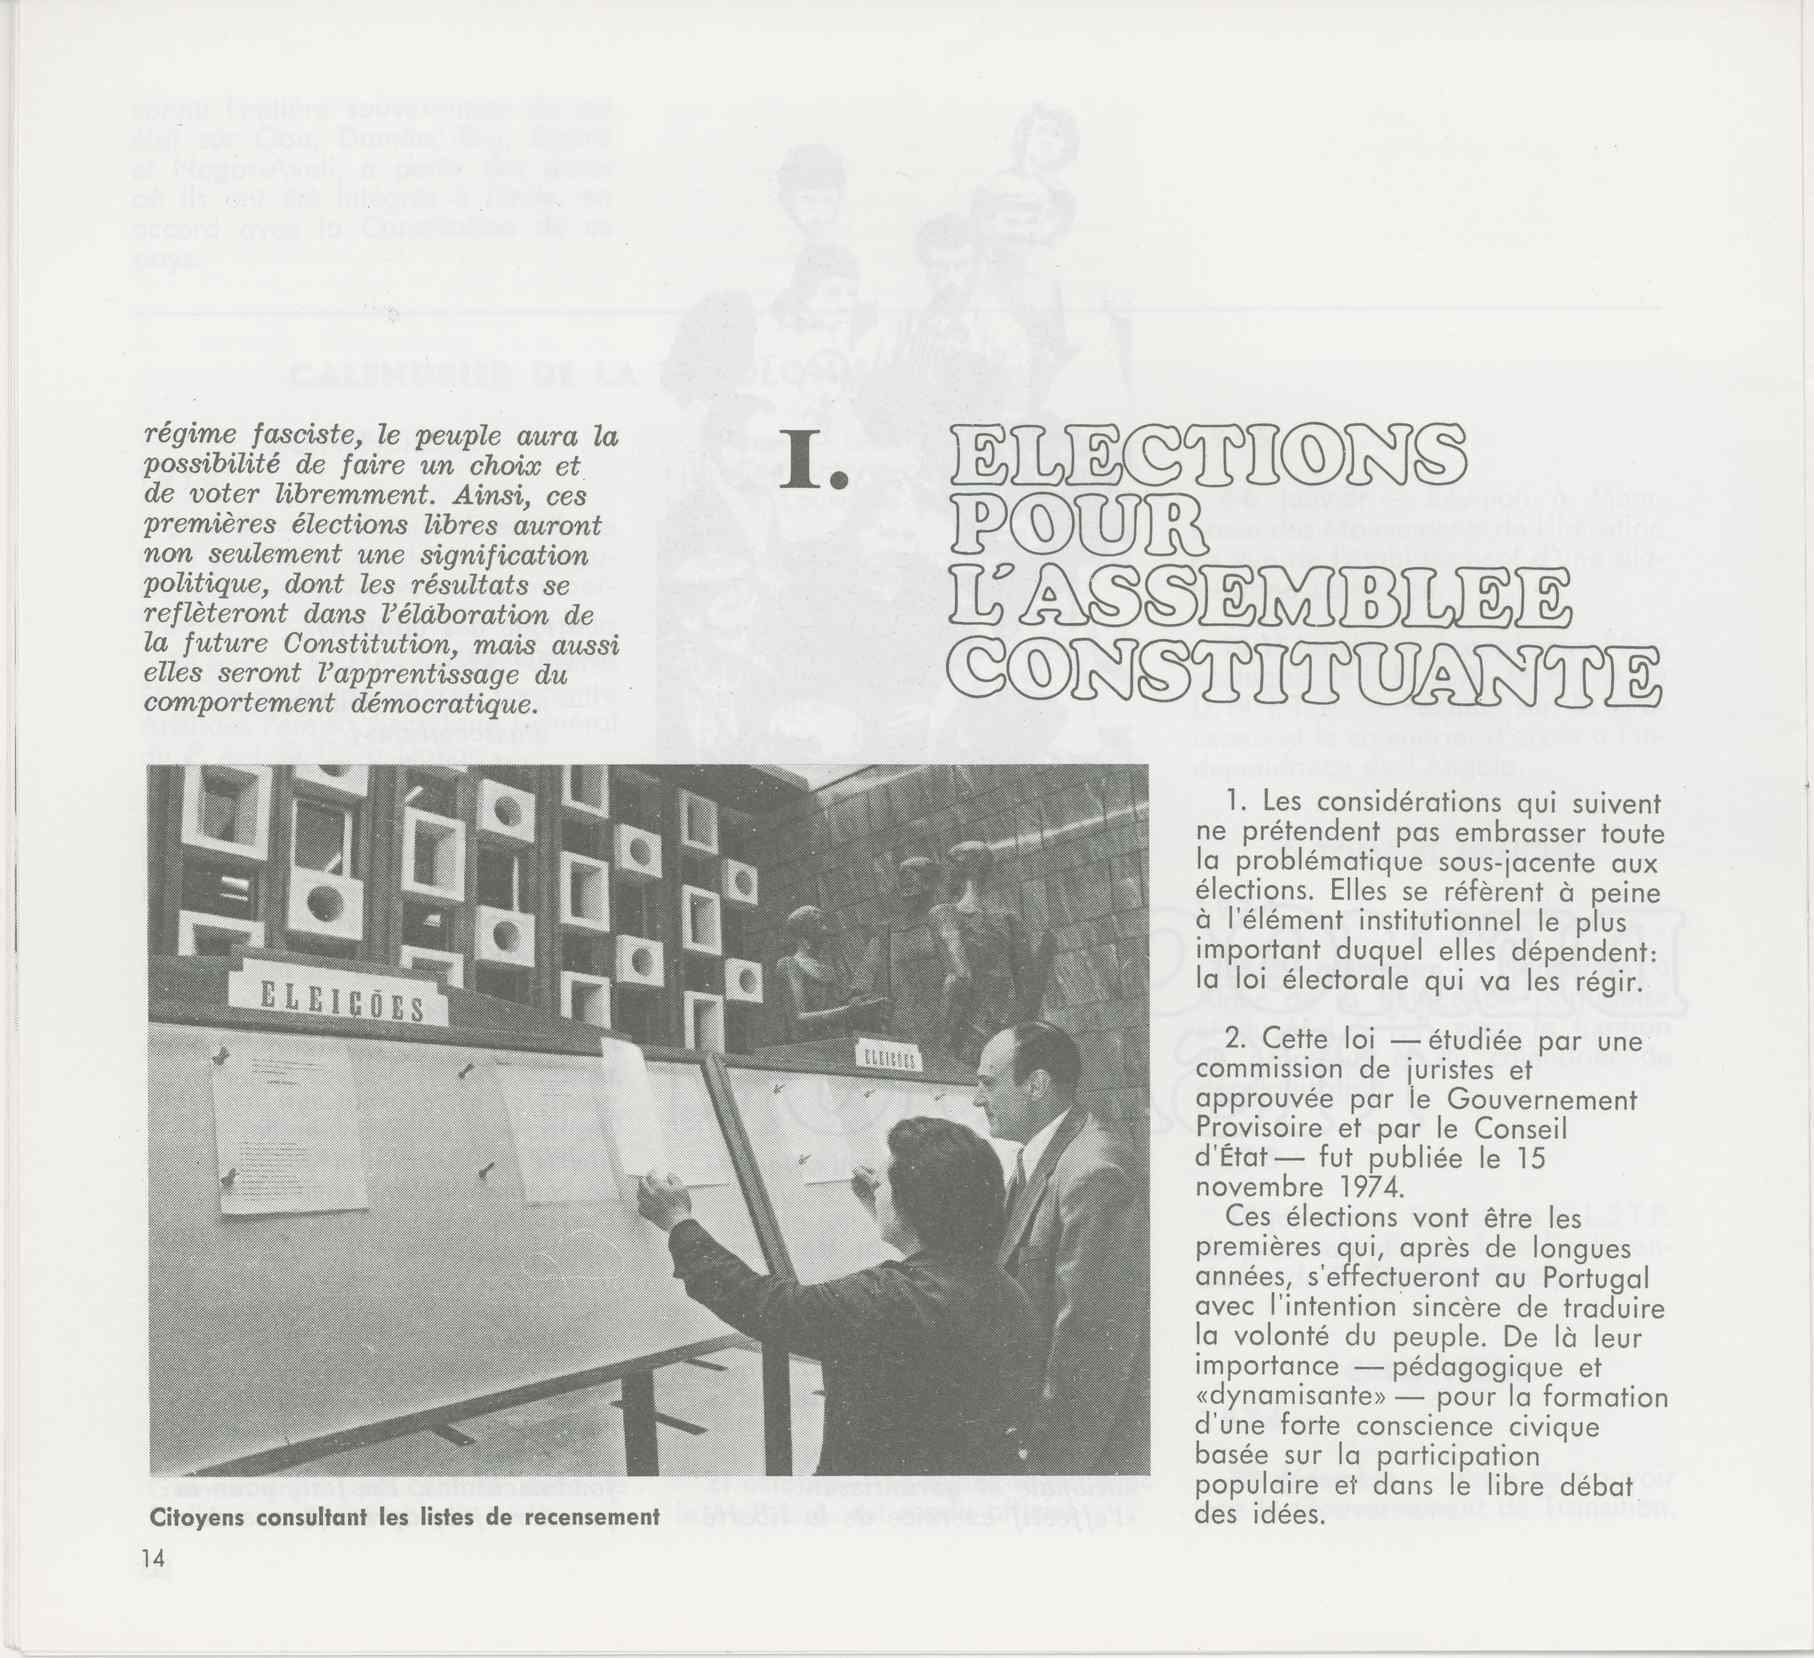 régime fasciste, le peuple aura la
possibilité de faire un choix et
de voter libremment. Ainsi, ces
premières élections libres auront
non seulement une signification
politique, dont les résultats se
reflèteront dans l'élaboration de
la future Constitution, mais aussi
elles seront l'apprentissage du
comportement démocratique.
I.
ELECTIONS
POUR
L'ASSEMBLEE
CONSTITUANTE
ELEIÇÕES
ELEIÇÕES
Citoyens consultant les listes de recensement
14
1. Les considérations qui suivent
ne prétendent pas embrasser toute
la problématique sous-jacente aux
élections. Elles se réfèrent à peine
à l'élément institutionnel le plus
important duquel elles dépendent:
la loi électorale qui va les régir.
2. Cette loi — étudiée par une
commission de juristes et
approuvée par le Gouvernement
Provisoire et par le Conseil
d'État — fut publiée le 15
novembre 1974.
Ces élections vont être les
premières qui, après de longues
années, s'effectueront au Portugal
avec l'intention sincère de traduire
la volonté du peuple. De là leur
importance — pédagogique et
«dynamisante» — pour la formation
d'une forte conscience civique
basée sur la participation
populaire et dans le libre débat
des idées.